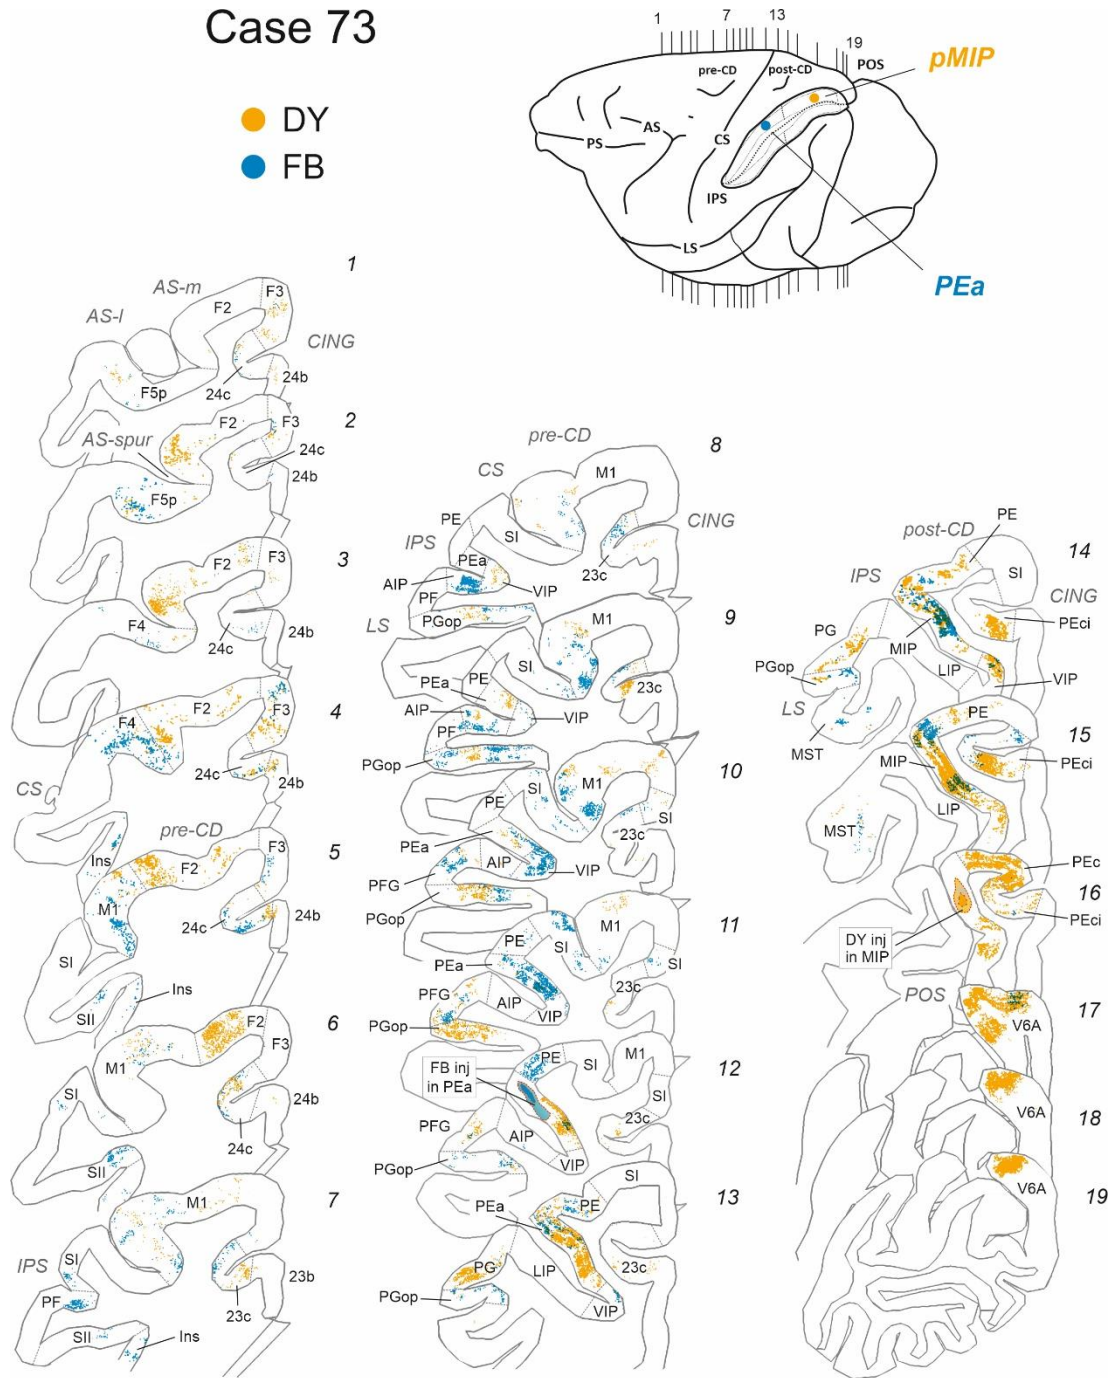 Case 73
DY
FB
1
7
13
19
pre-CD
post-CD
POS
pMIP
PS
AS
CS
IPS
LS
PEa
1
AS-m
AS-l
F3
F2
CING
F5p
24c
24b
2
F2
F3
AS-spur
24c
24b
F5p
3
F2
F3
F4
24c
24b
4
F4
F2
F3
24c
24b
CS
pre-CD
5
Ins
F2
F3
M1
24c
24b
SI
Ins
SII
6
F2
F3
M1
SI
24b
24c
SII
7
M1
IPS
SI
23b
PF
23c
SII
Ins
pre-CD
8
CS
M1
PE
SI
CING
IPS
PEa
AIP
23c
PF
VIP
PGop
9
LS
M1
SI
PE
PEa
23c
AIP
VIP
PF
PGop
10
M1
SI
PE
SI
PEa
23c
AIP
VIP
PFG
PGop
11
M1
PE
SI
SI
PEa
23c
PFG
AIP
VIP
PGop
12
PE
SI
M1
FB inj
in PEa
SI
23c
PFG
AIP
VIP
PGop
13
SI
PEa
PE
PG
LIP
23c
PGop
VIP
post-CD
PE
14
IPS
SI
CING
PEci
PG
MIP
PGop
LIP
VIP
LS
MST
PE
15
MIP
PEci
LIP
MST
PEc
16
PEci
DY inj
in MIP
POS
17
V6A
V6A
18
V6A
19